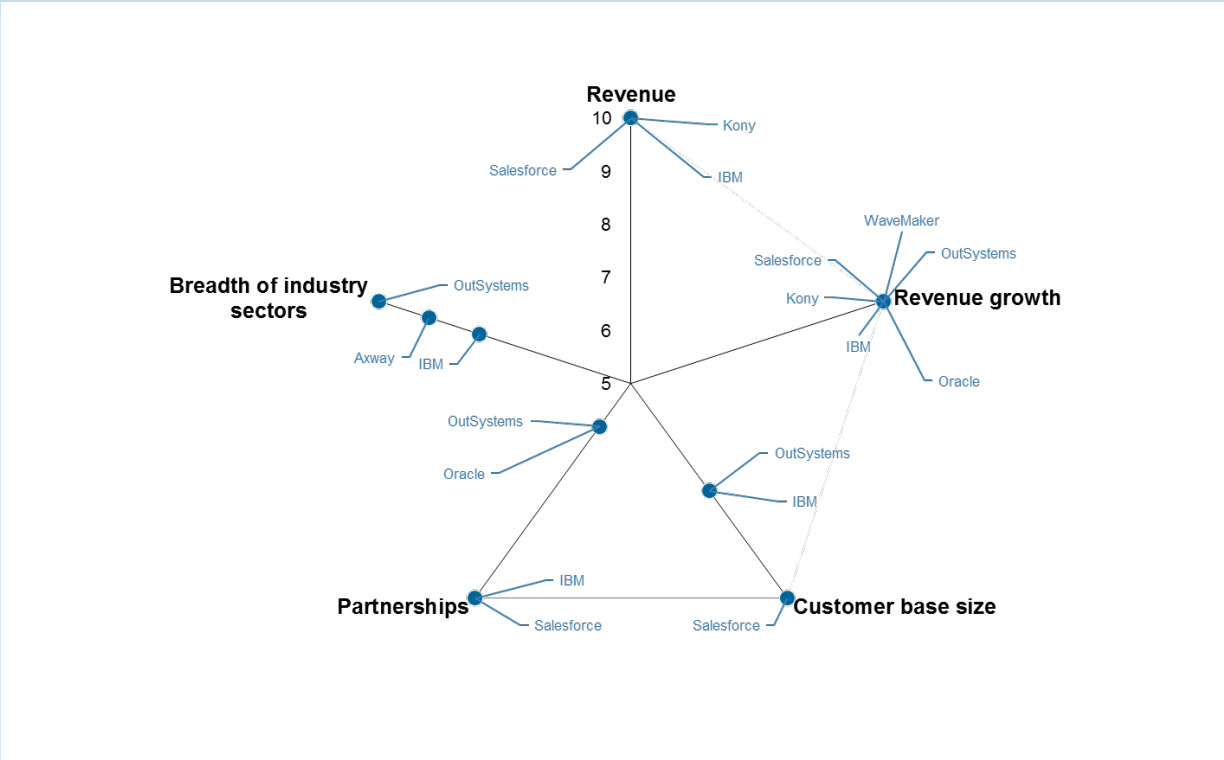 Revenue
10
Kony
Salesforce
9
IBM
WaveMaker
8
OutSystems
Salesforce
7
Breadth of industry
sectors
OutSystems
Kony
Revenue growth
6
IBM
Axway
IBM
5
Oracle
OutSystems
OutSystems
Oracle
IBM
IBM
Partnerships
Customer base size
Salesforce
Salesforce